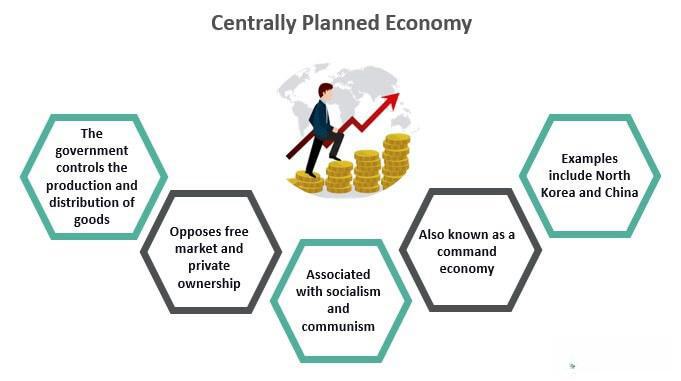 Centrally Planned Economy
The
government
controls the
production and
distribution of
goods
Opposes free
market and
private
ownership
Associated
with socialism
and
communism
Also known as a
command
economy
Examples
include North
Korea and China